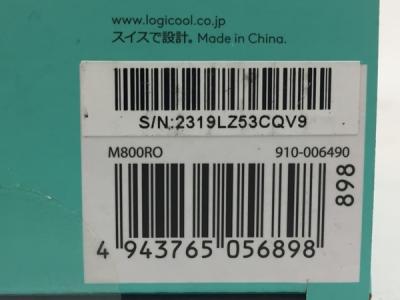 www.logicool.co.jp
スイスで設計。Made in China.
S/N:2319LZ53CQV9
M800RO 910-006490
898
4 943765 056898